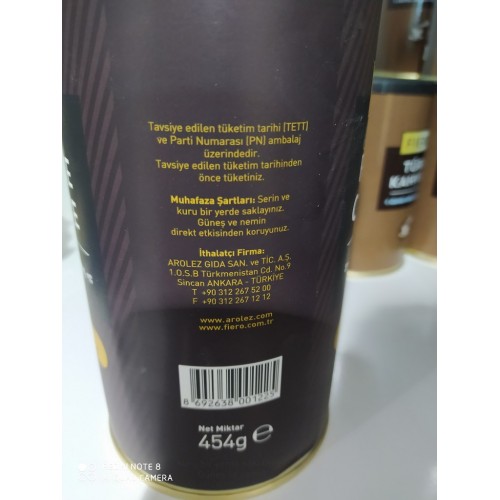 Tavsiye edilen tüketim tarihi (TETT)
ve Parti Numarası (PN) ambalaj
üzerindedir.
Tavsiye edilen tüketim tarihinden
önce tüketiniz.
Muhafaza Şartları: Serin ve
kuru bir yerde saklayınız.
Güneş ve nemin
direkt etkisinden koruyunuz.
İthalatçı Firma:
AROLEZ GIDA SAN. ve TİC. A.Ş.
1.O.S.B Türkmenistan Cd. No.9
Sincan ANKARA - TÜRKİYE
T +90 312 267 52 00
F +90 312 267 12 12
www.arolez.com
www.fiero.com.tr
8 692638 001225
Net Miktar
454g e
NOTE 8
CAMERA